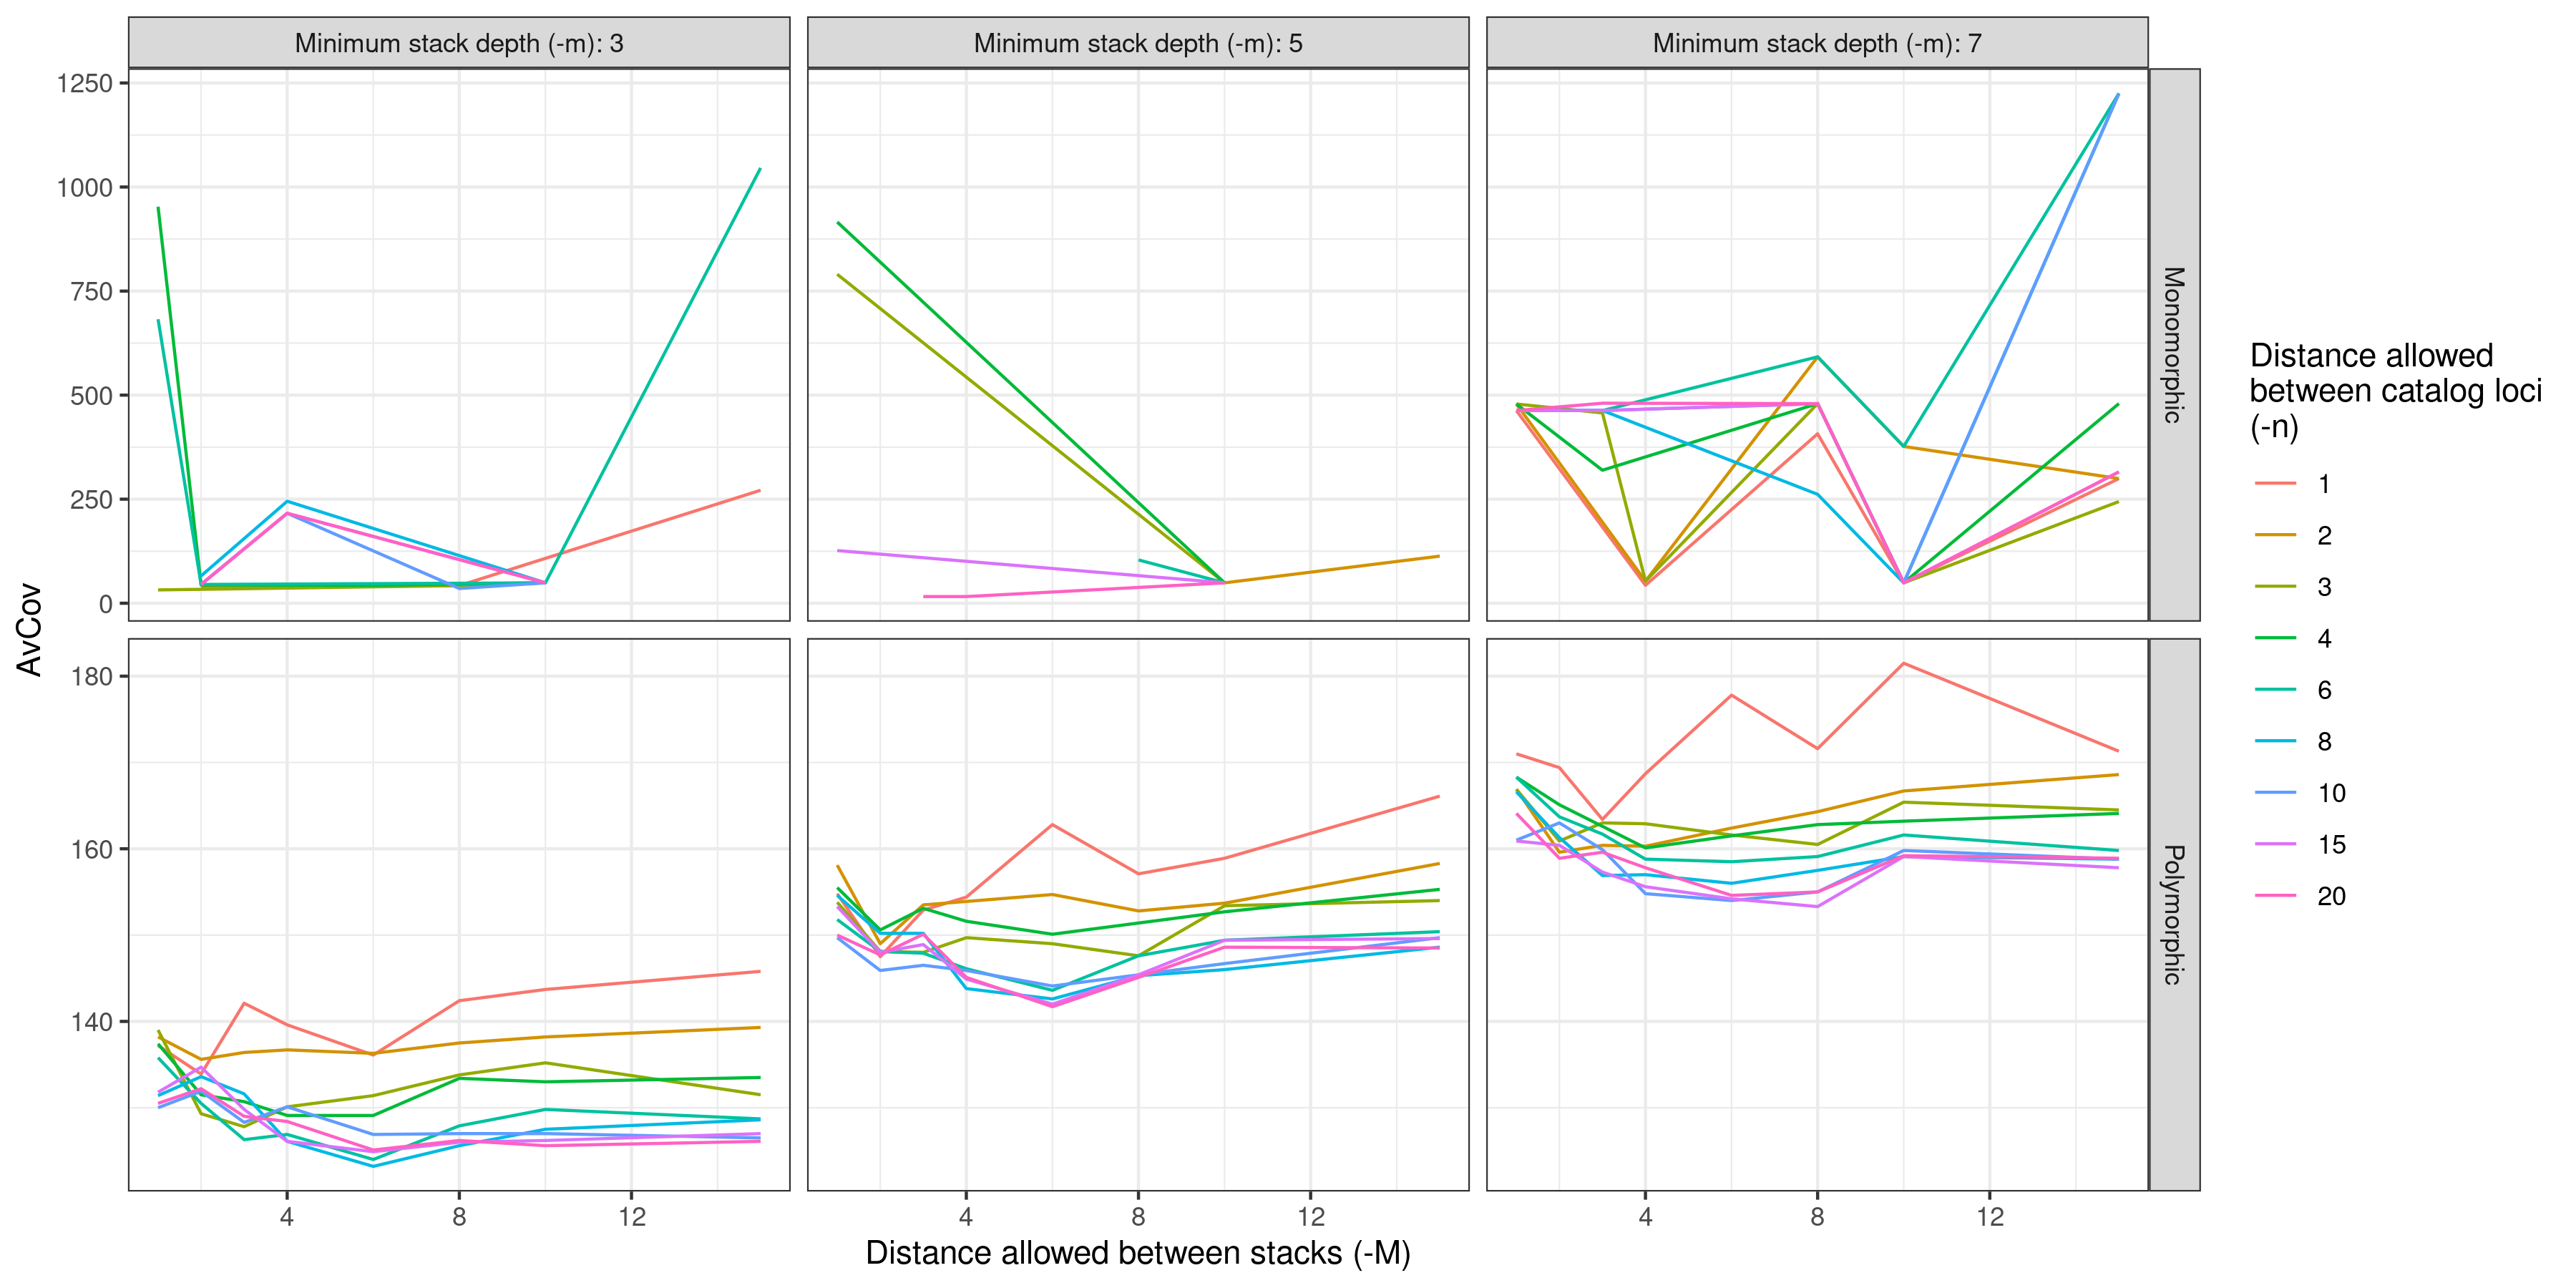 Minimum stack depth (-m): 3
Minimum stack depth (-m): 5
Minimum stack depth (-m): 7
1250
1000
750
500
250
0
Monomorphic
180
160
140
Polymorphic
AvCov
4
8
12
4
8
12
4
8
12
Distance allowed between stacks (-M)
Distance allowed
between catalog loci
(-n)
1
2
3
4
6
8
10
15
20